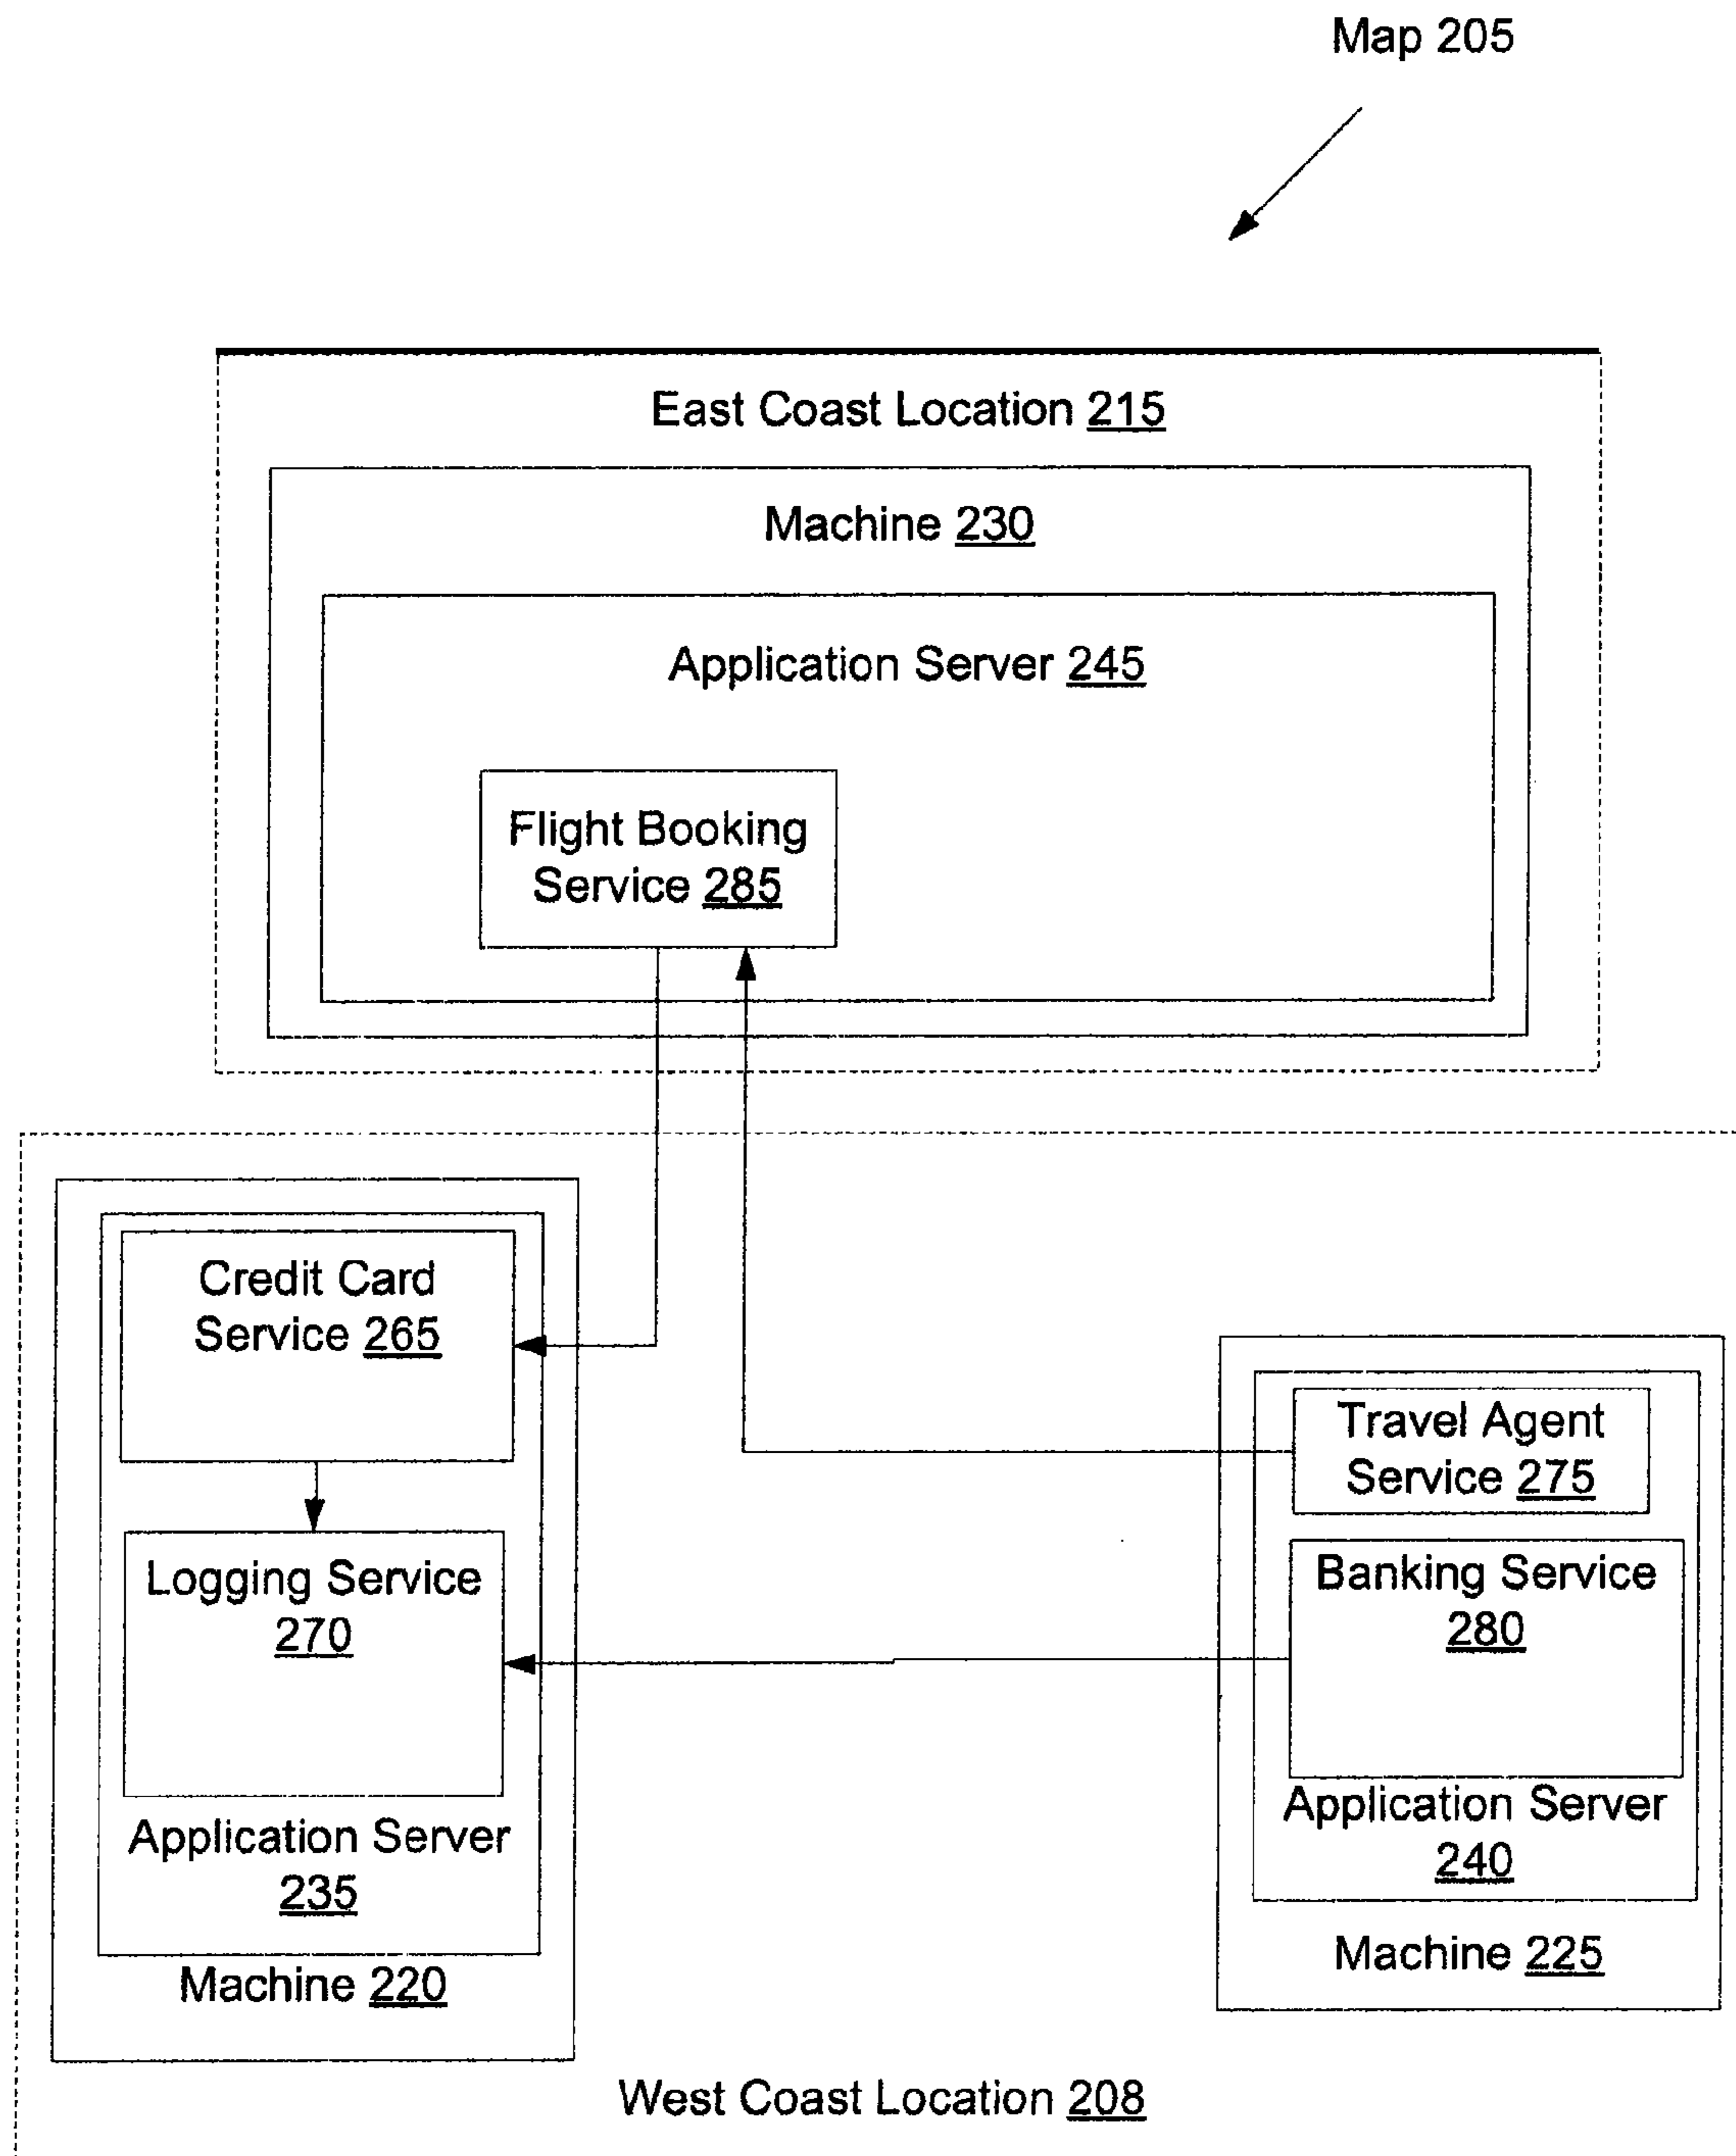 Map 205
East Coast Location 215
Machine 230
Application Server 245
Flight Booking
Service 285
Credit Card
Service 265
Logging Service
270
Application Server
235
Machine 220
Travel Agent
Service 275
Banking Service
280
Application Server
240
Machine 225
West Coast Location 208